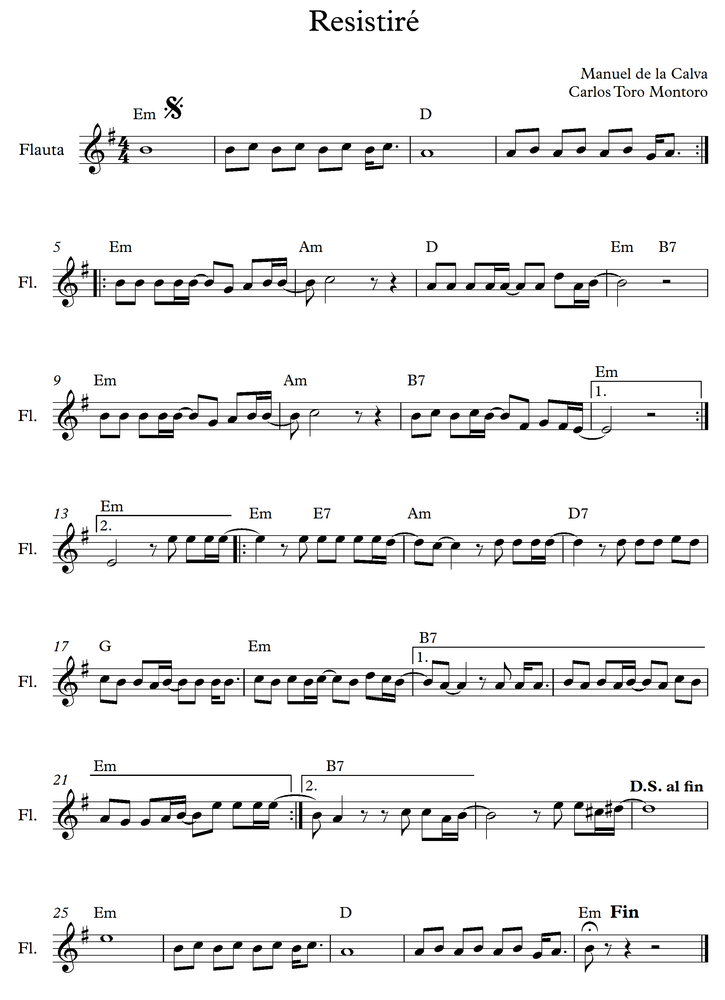 Resistiré
Manuel de la Calva
Carlos Toro Montoro
Em D
Flauta
5 Em Am D Em B7
Fl.
9 Em Am B7 Em
1.
Fl.
13 Em Em E7 Am D7
2.
Fl.
17 G Em B7
1.
Fl.
21 Em B7
2. D.S. al fin
Fl.
25 Em D Em Fin
Fl.